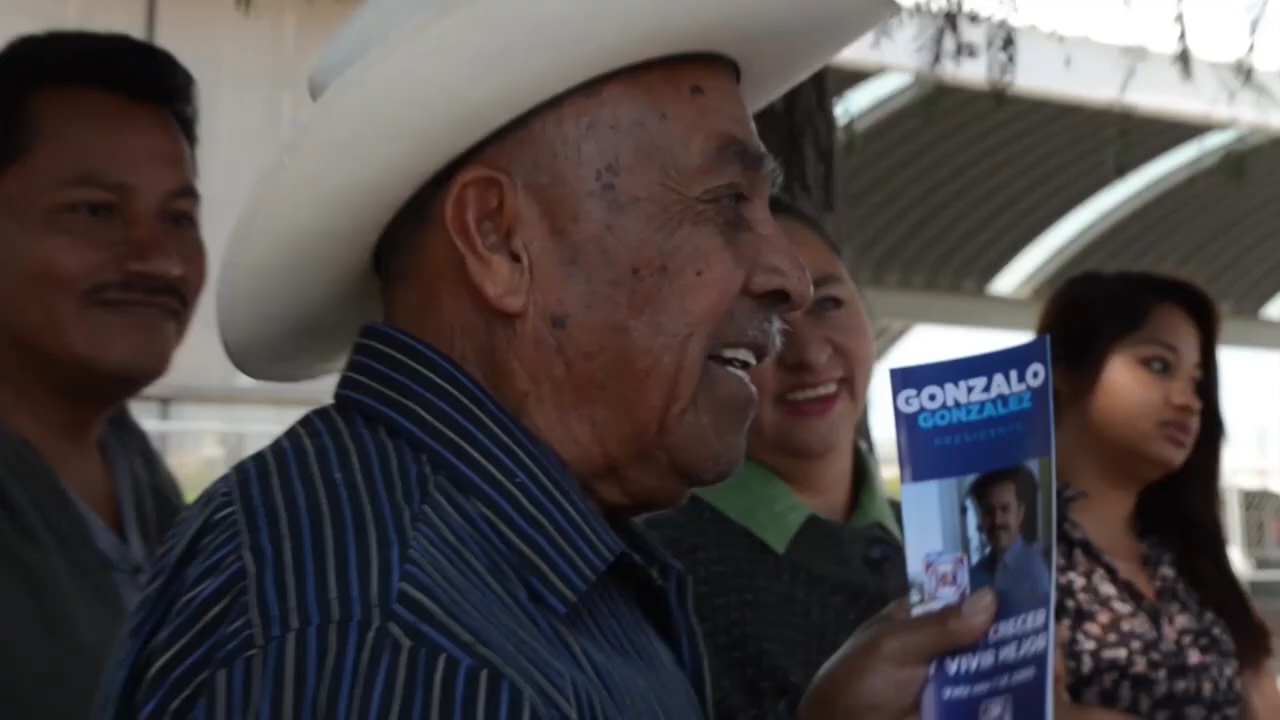 GONZALO
GONZALEZ
PRESIDENTE
CRECER
Y VIVIR MEJOR